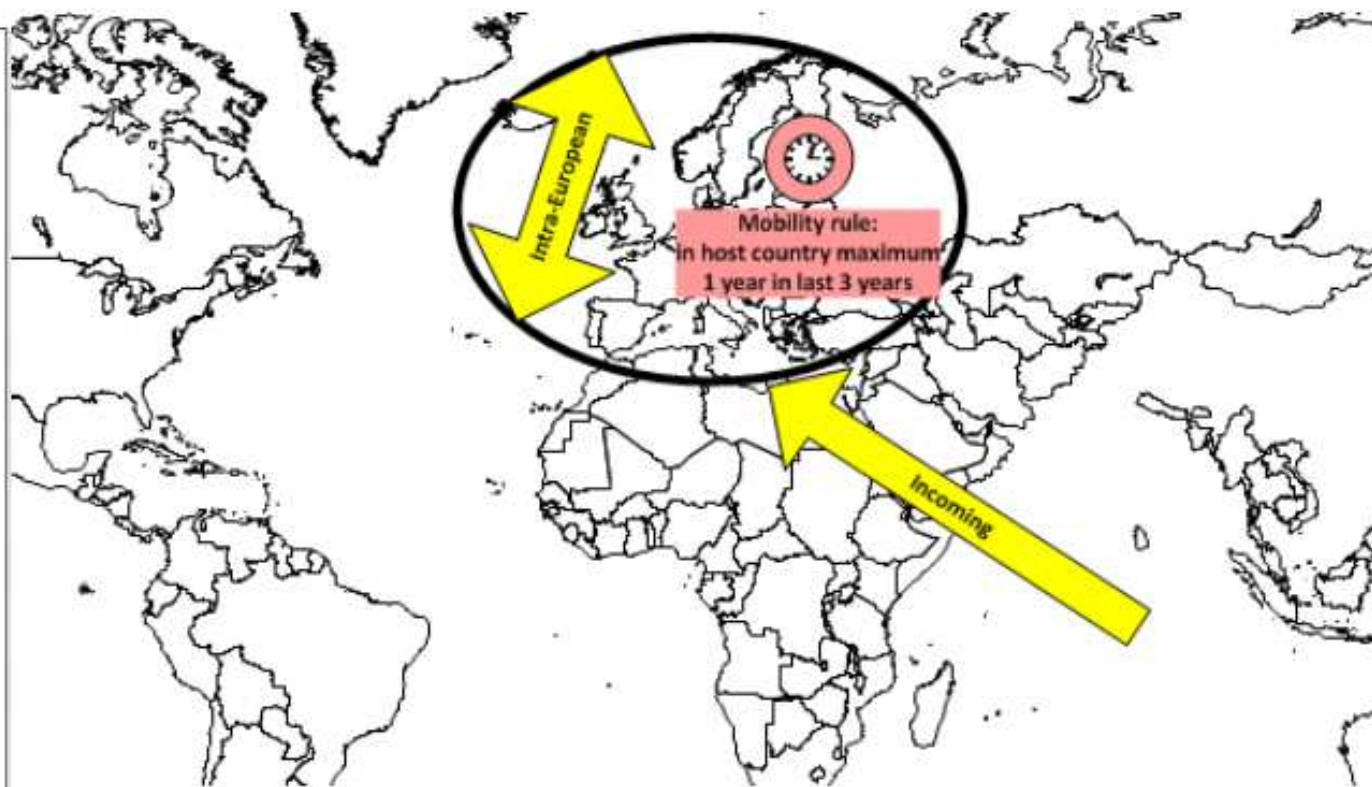 Intra-European
Mobility rule:
in host country maximum
1 year in last 3 years
Incoming